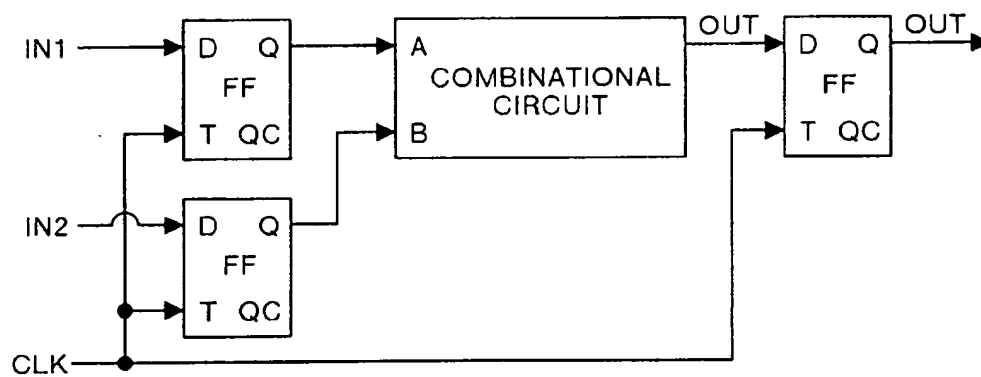 IN1
D Q
FF
T QC
A
B
COMBINATIONAL
CIRCUIT
OUT
D Q
FF
T QC
OUT
IN2
D Q
FF
T QC
CLK